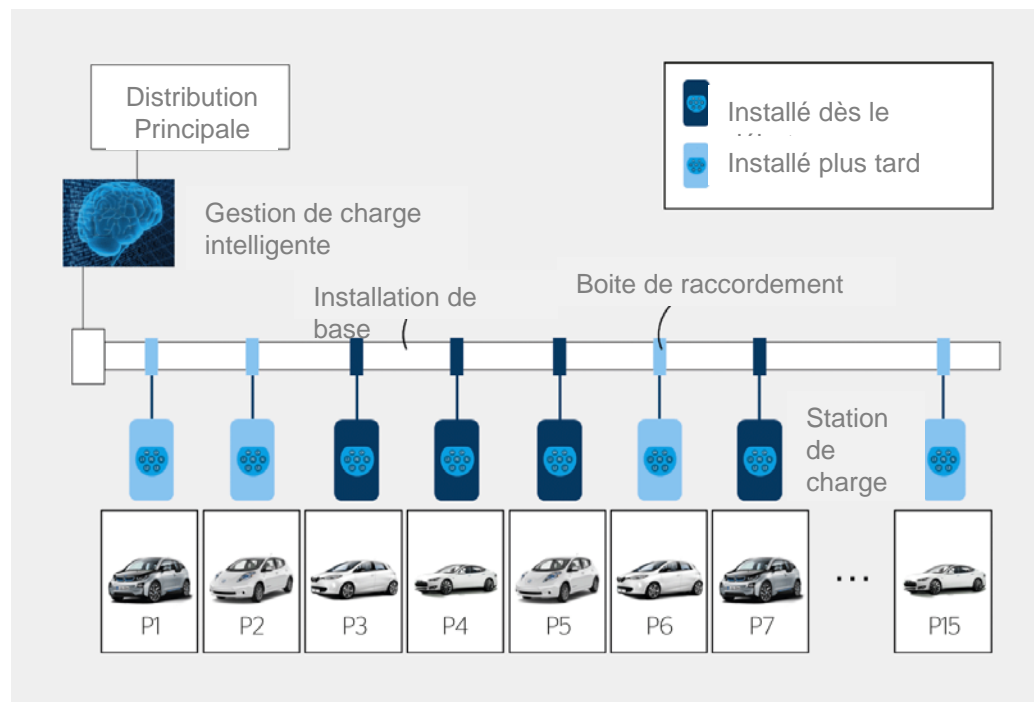 Distribution
Principale
Installé dès le
Installé plus tard
Gestion de charge
intelligente
Installation de
base
Boite de raccordement
Station
de
charge
...
P1 P2 P3 P4 P5 P6 P7 P15